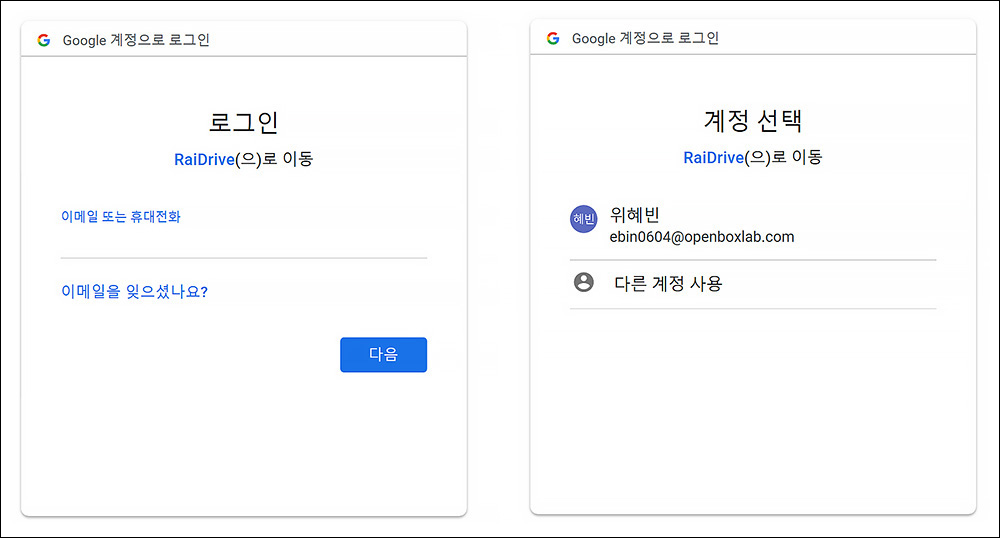 Google 계정으로 로그인
로그인
RaiDrive(으)로 이동
이메일 또는 휴대전화
이메일을 잊으셨나요?
다음
Google 계정으로 로그인
계정 선택
RaiDrive(으)로 이동
혜빈
위혜빈
ebin0604@openboxlab.com
다른 계정 사용